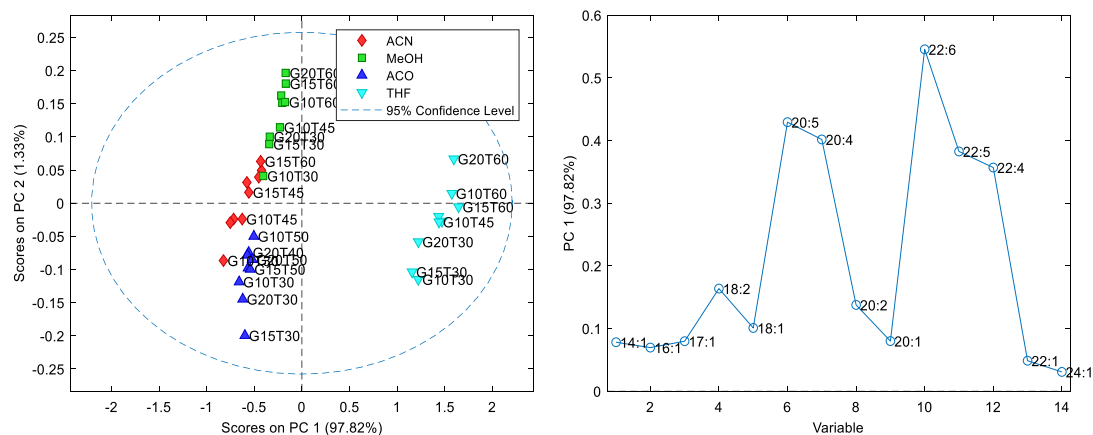 0.25
0.2
0.15
0.1
0.05
0
-0.05
-0.1
-0.15
-0.2
-0.25
Scores on PC 2 (1.33%)
-2
-1.5
-1
-0.5
0
0.5
1
1.5
2
Scores on PC 1 (97.82%)
ACN
MeOH
ACO
THF
95% Confidence Level
G20T60
G15T60
G10T60
G10T45
G20T30
G15T30
G15T60
G10T30
G15T45
G10T45
G10T50
G20T40
G20T50
G15T50
G10T30
G20T30
G15T30
G20T60
G10T60
G15T60
G10T45
G20T30
G15T30
G10T30
0.6
0.5
0.4
0.3
0.2
0.1
0
PC 1 (97.82%)
14:1
16:1
17:1
18:2
18:1
20:5
20:4
20:2
20:1
22:6
22:5
22:4
22:1
24:1
2
4
6
8
10
12
14
Variable